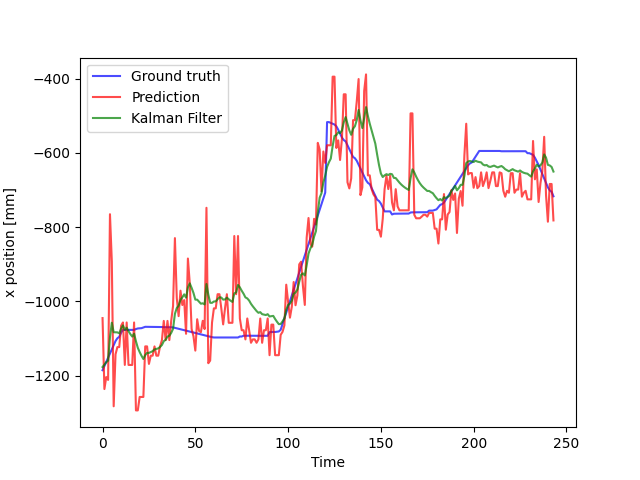 Ground truth
Prediction
Kalman Filter
−400
−600
−800
−1000
−1200
x position [mm]
0 50 100 150 200 250
Time